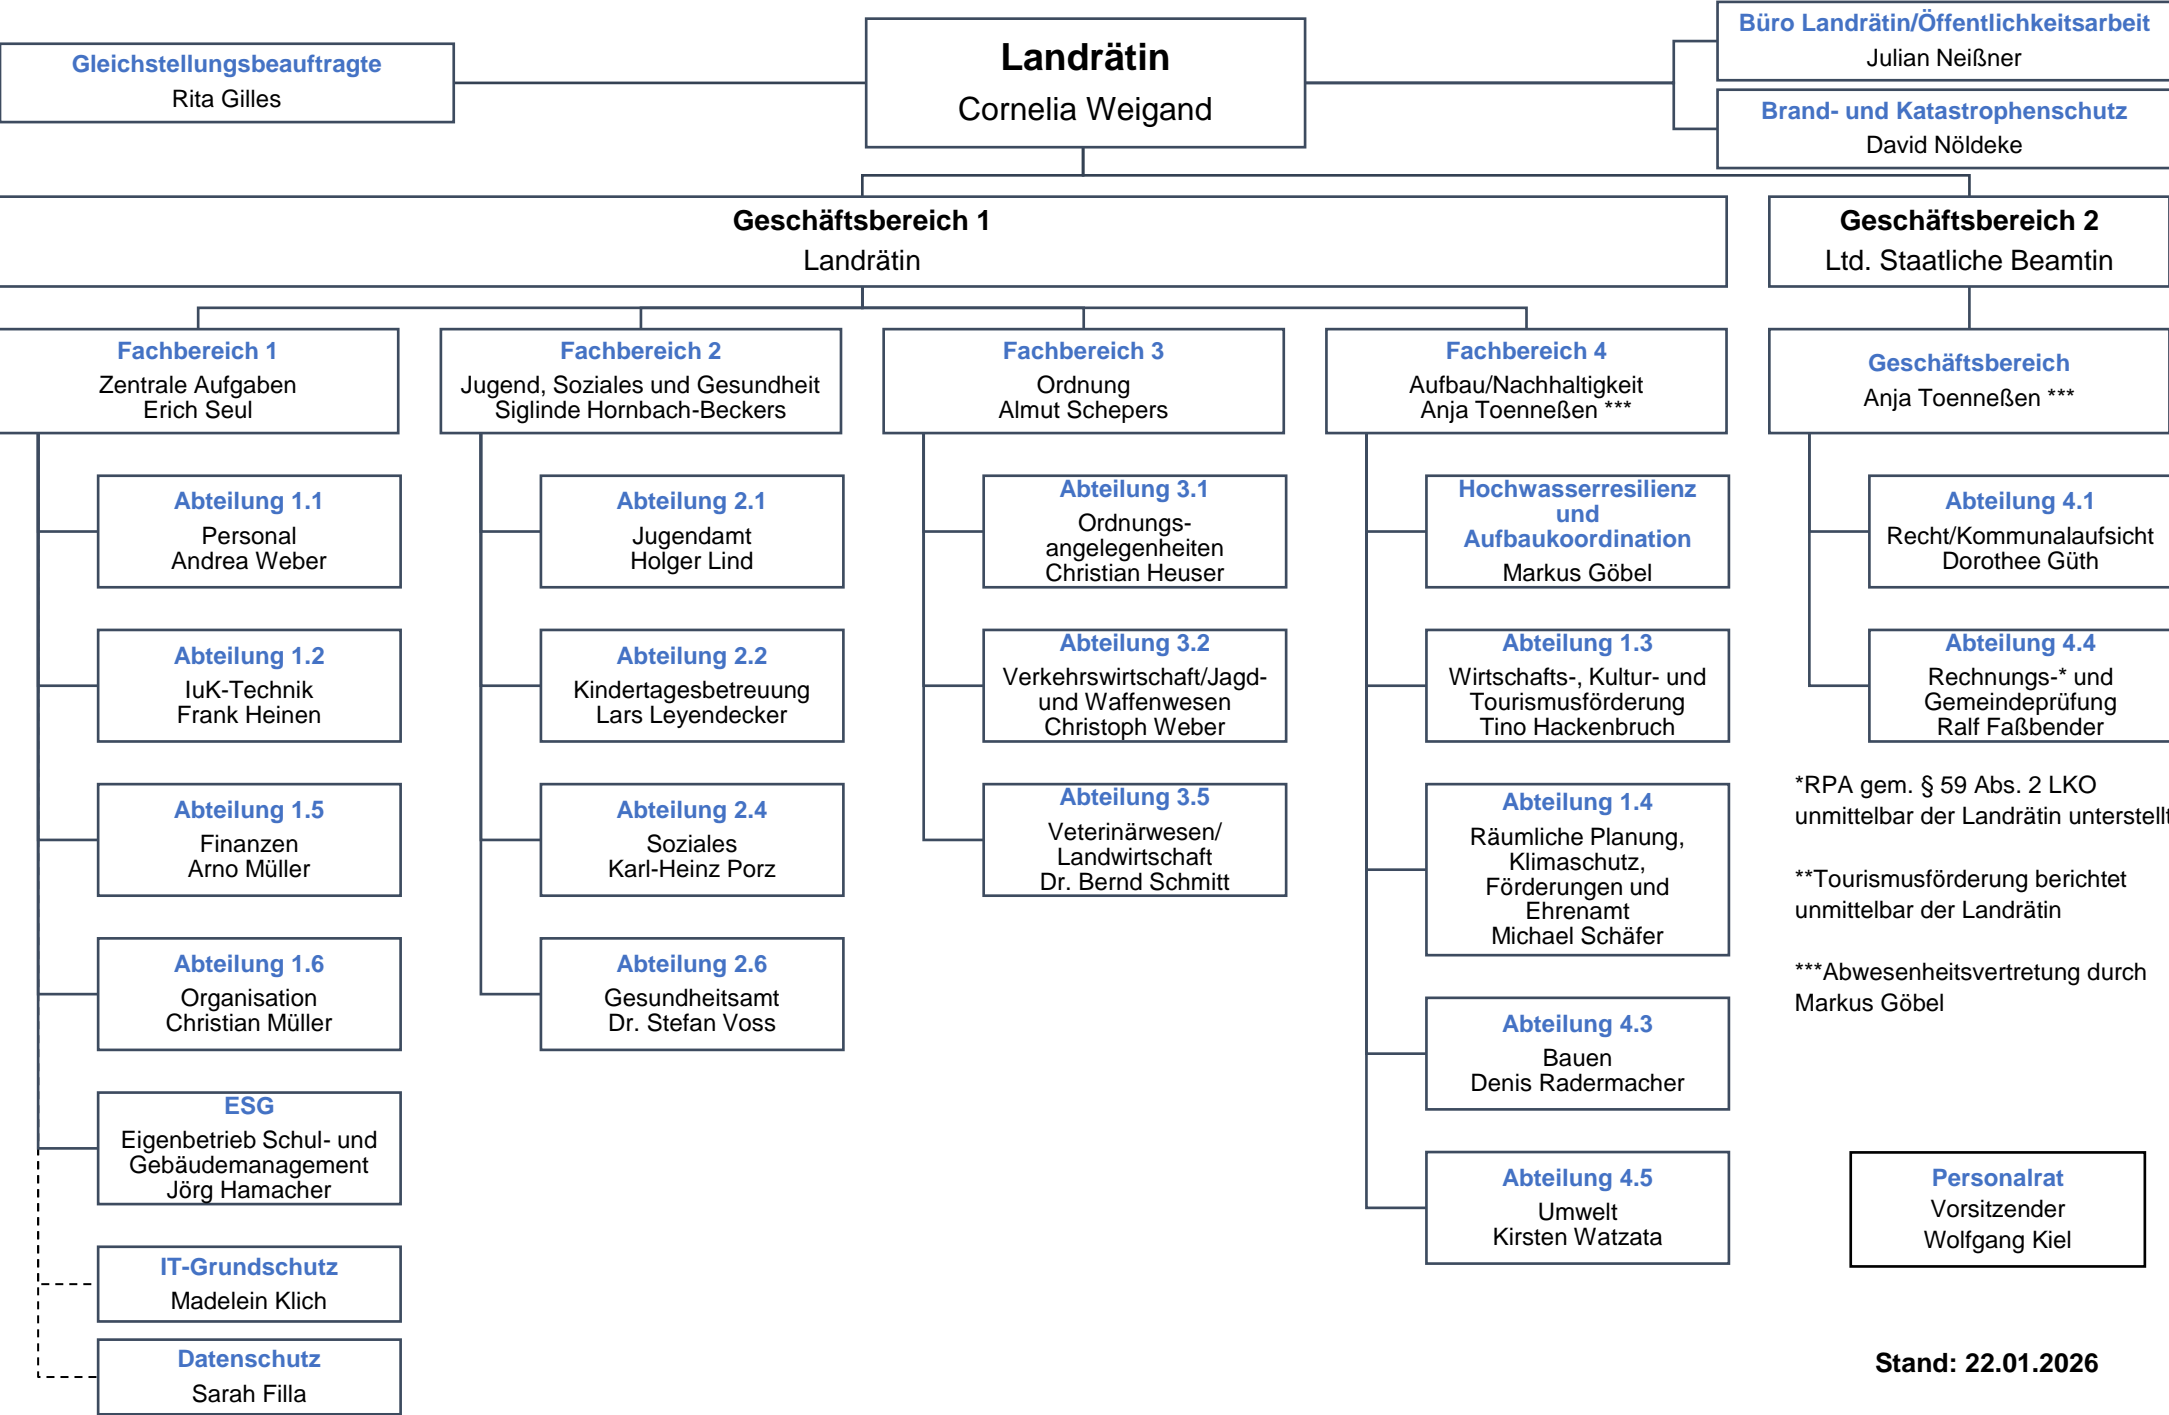 Gleichstellungsbeauftragte
Rita Gilles
Landrätin
Cornelia Weigand
Büro Landrätin/Öffentlichkeitsarbeit
Julian Neißner
Brand- und Katastrophenschutz
David Nöldeke
Geschäftsbereich 1
Landrätin
Geschäftsbereich 2
Ltd. Staatliche Beamtin
Fachbereich 1
Zentrale Aufgaben
Erich Seul
Abteilung 1.1
Personal
Andrea Weber
Abteilung 1.2
IuK-Technik
Frank Heinen
Abteilung 1.5
Finanzen
Arno Müller
Abteilung 1.6
Organisation
Christian Müller
ESG
Eigenbetrieb Schul- und
Gebäudemanagement
Jörg Hamacher
IT-Grundschutz
Madelein Klich
Datenschutz
Sarah Filla
Fachbereich 2
Jugend, Soziales und Gesundheit
Siglinde Hornbach-Beckers
Abteilung 2.1
Jugendamt
Holger Lind
Abteilung 2.2
Kindertagesbetreuung
Lars Leyendecker
Abteilung 2.4
Soziales
Karl-Heinz Porz
Abteilung 2.6
Gesundheitsamt
Dr. Stefan Voss
Fachbereich 3
Ordnung
Almut Schepers
Abteilung 3.1
Ordnungs-
angelegenheiten
Christian Heuser
Abteilung 3.2
Verkehrswirtschaft/Jagd-
und Waffenwesen
Christoph Weber
Abteilung 3.5
Veterinärwesen/
Landwirtschaft
Dr. Bernd Schmitt
Fachbereich 4
Aufbau/Nachhaltigkeit
Anja Toenneßen ***
Hochwasserresilienz
und
Aufbaukoordination
Markus Göbel
Abteilung 1.3
Wirtschafts-, Kultur- und
Tourismusförderung
Tino Hackenbruch
Abteilung 1.4
Räumliche Planung,
Klimaschutz,
Förderungen und
Ehrenamt
Michael Schäfer
Abteilung 4.3
Bauen
Denis Radermacher
Abteilung 4.5
Umwelt
Kirsten Watzata
Geschäftsbereich
Anja Toenneßen ***
Abteilung 4.1
Recht/Kommunalaufsicht
Dorothee Güth
Abteilung 4.4
Rechnungs-* und
Gemeindeprüfung
Ralf Faßbender
*RPA gem. § 59 Abs. 2 LKO
unmittelbar der Landrätin unterstellt
**Tourismusförderung berichtet
unmittelbar der Landrätin
***Abwesenheitsvertretung durch
Markus Göbel
Personalrat
Vorsitzender
Wolfgang Kiel
Stand: 22.01.2026